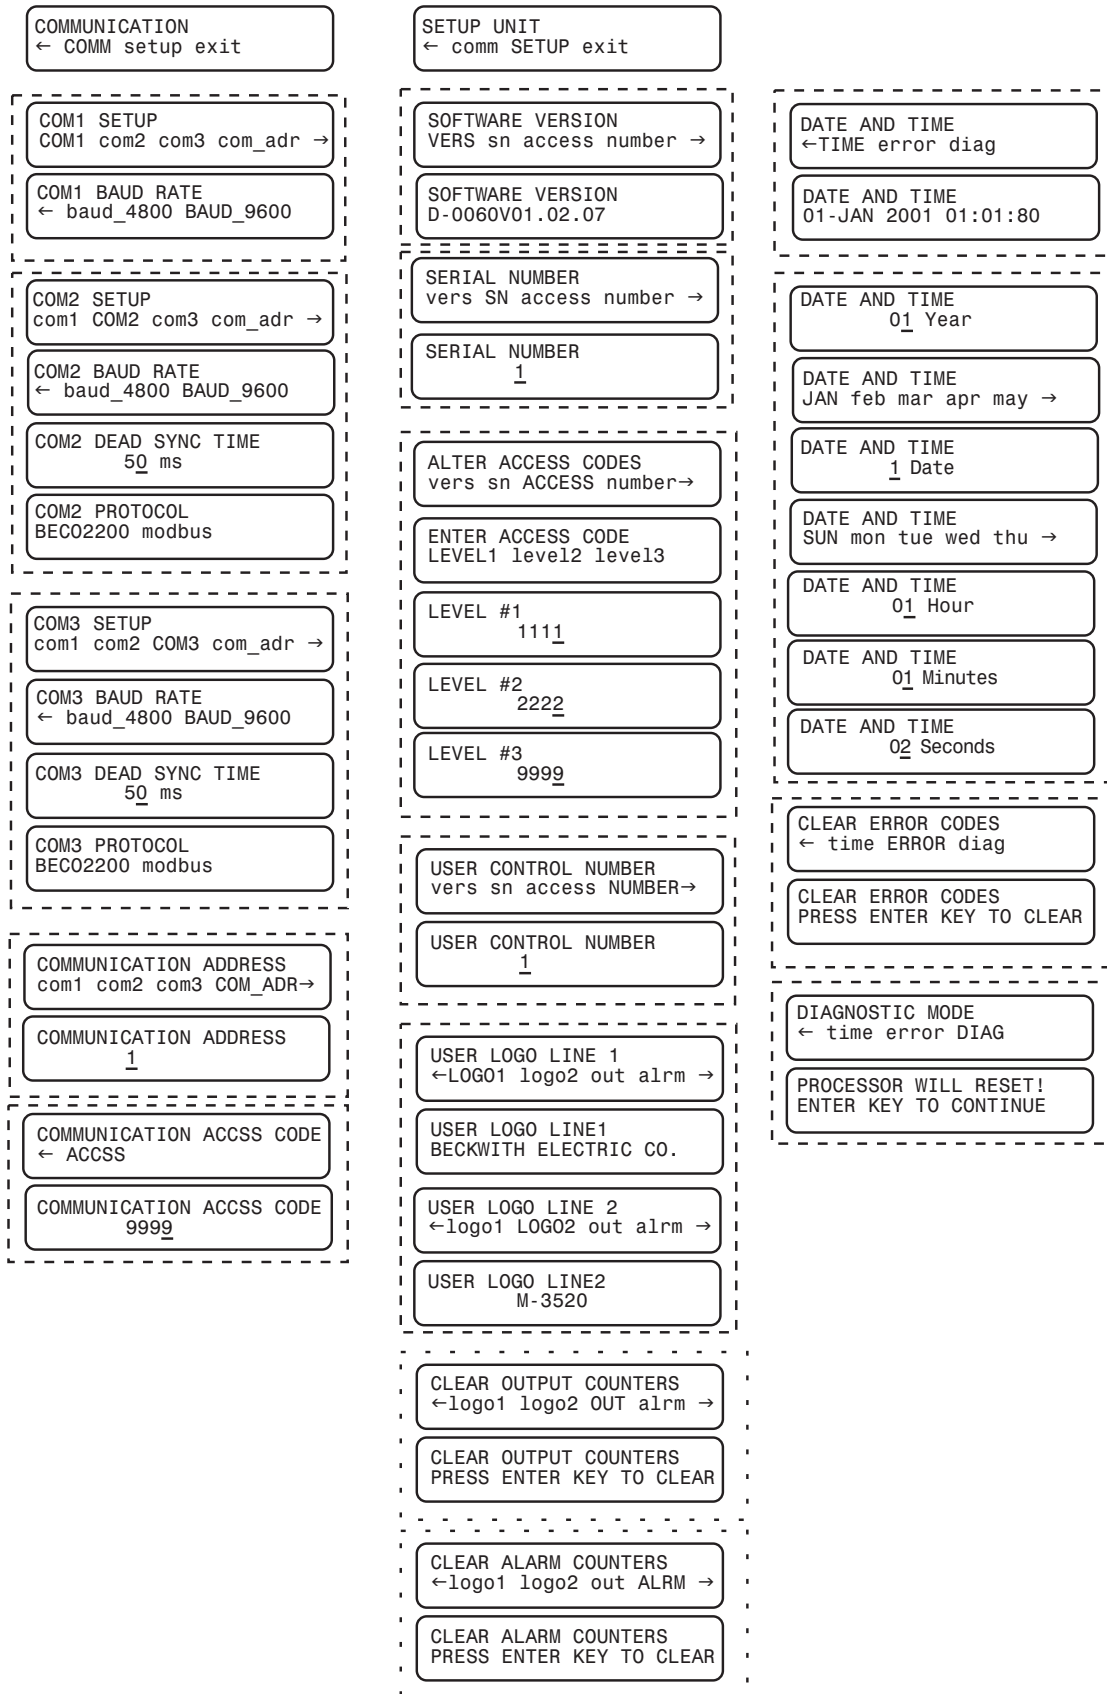 COMMUNICATION
← COMM setup exit
COM1 SETUP
COM1 com2 com3 com_adr →
COM1 BAUD RATE
← baud_4800 BAUD_9600
COM2 SETUP
com1 COM2 com3 com_adr →
COM2 BAUD RATE
← baud_4800 BAUD_9600
COM2 DEAD SYNC TIME
50 ms
COM2 PROTOCOL
BECO2200 modbus
COM3 SETUP
com1 com2 COM3 com_adr →
COM3 BAUD RATE
← baud_4800 BAUD_9600
COM3 DEAD SYNC TIME
50 ms
COM3 PROTOCOL
BECO2200 modbus
COMMUNICATION ADDRESS
com1 com2 com3 COM_ADR→
COMMUNICATION ADDRESS
1
COMMUNICATION ACCSS CODE
← ACCSS
COMMUNICATION ACCSS CODE
9999
SETUP UNIT
← comm SETUP exit
SOFTWARE VERSION
VERS sn access number →
SOFTWARE VERSION
D-0060V01.02.07
SERIAL NUMBER
vers SN access number →
SERIAL NUMBER
1
ALTER ACCESS CODES
vers sn ACCESS number→
ENTER ACCESS CODE
LEVEL1 level2 level3
LEVEL #1
1111
LEVEL #2
2222
LEVEL #3
9999
USER CONTROL NUMBER
vers sn access NUMBER→
USER CONTROL NUMBER
1
USER LOGO LINE 1
←LOGO1 logo2 out alrm →
USER LOGO LINE1
BECKWITH ELECTRIC CO.
USER LOGO LINE 2
←logo1 LOGO2 out alrm →
USER LOGO LINE2
M-3520
CLEAR OUTPUT COUNTERS
←logo1 logo2 OUT alrm →
CLEAR OUTPUT COUNTERS
PRESS ENTER KEY TO CLEAR
CLEAR ALARM COUNTERS
←logo1 logo2 out ALRM →
CLEAR ALARM COUNTERS
PRESS ENTER KEY TO CLEAR
DATE AND TIME
←TIME error diag
DATE AND TIME
01-JAN 2001 01:01:80
DATE AND TIME
01 Year
DATE AND TIME
JAN feb mar apr may →
DATE AND TIME
1 Date
DATE AND TIME
SUN mon tue wed thu →
DATE AND TIME
01 Hour
DATE AND TIME
01 Minutes
DATE AND TIME
02 Seconds
CLEAR ERROR CODES
← time ERROR diag
CLEAR ERROR CODES
PRESS ENTER KEY TO CLEAR
DIAGNOSTIC MODE
← time error DIAG
PROCESSOR WILL RESET!
ENTER KEY TO CONTINUE